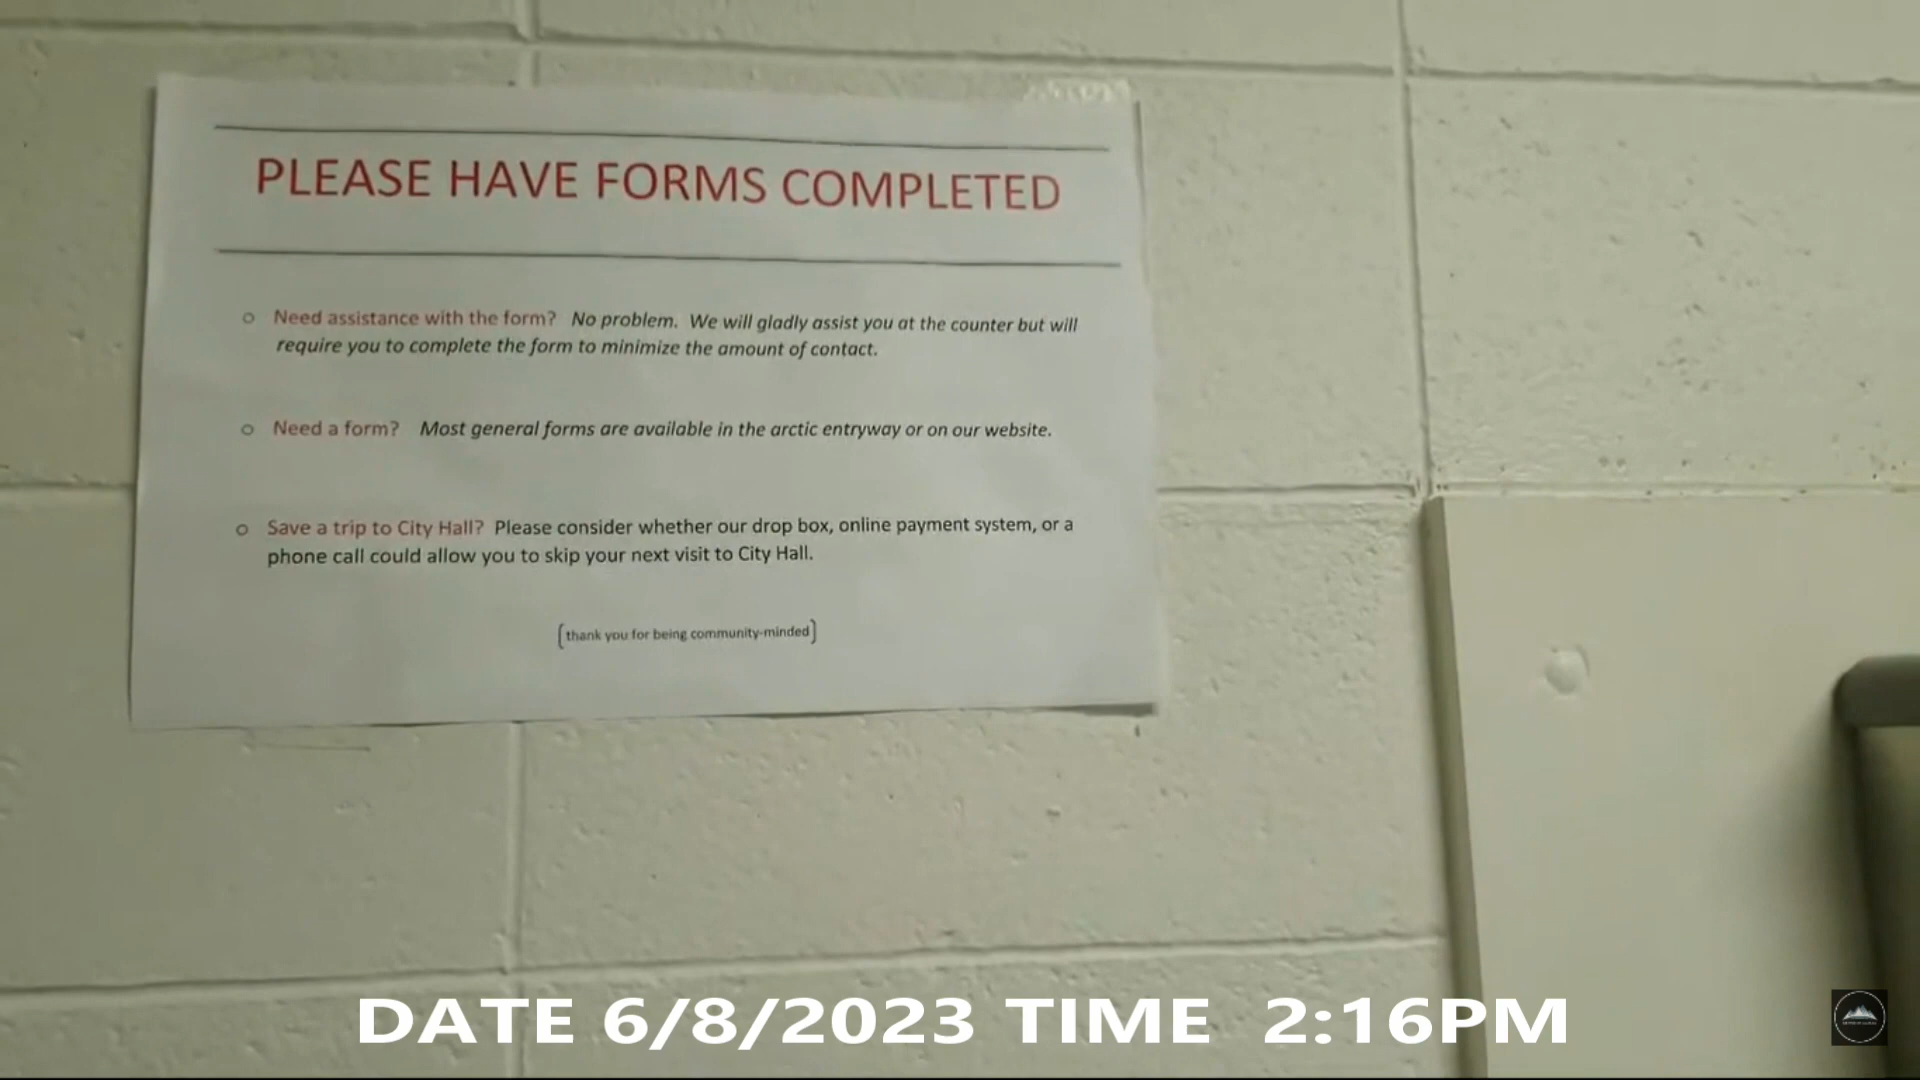 PLEASE HAVE FORMS COMPLETED
○ Need assistance with the form? No problem. We will gladly assist you at the counter but will
require you to complete the form to minimize the amount of contact.
○ Need a form? Most general forms are available in the arctic entryway or on our website.
○ Save a trip to City Hall? Please consider whether our drop box, online payment system, or a
phone call could allow you to skip your next visit to City Hall.
[thank you for being community-minded]
DATE 6/8/2023 TIME 2:16PM